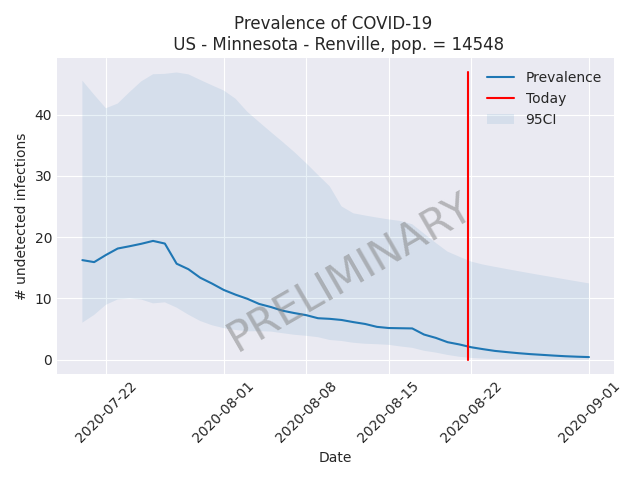 Prevalence of COVID-19
US - Minnesota - Renville, pop. = 14548
Prevalence
Today
95CI
# undetected infections
40
30
20
10
0
PRELIMINARY
2020-07-22
2020-08-01
2020-08-08
2020-08-15
2020-08-22
2020-09-01
Date